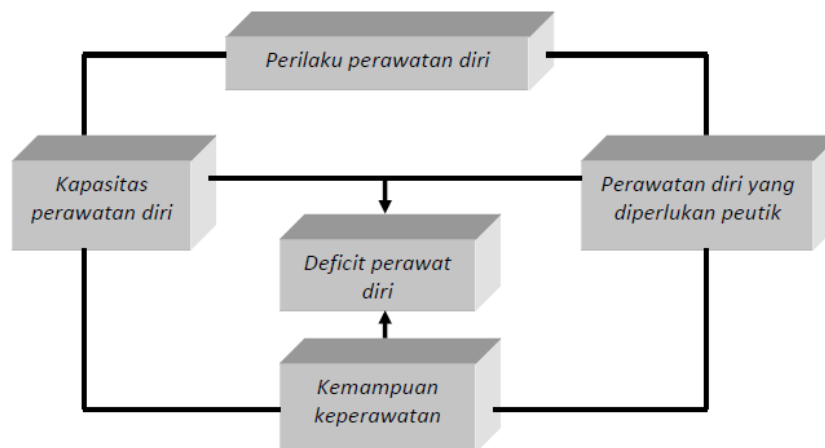 Perilaku perawatan diri
Kapasitas
perawatan diri
Perawatan diri yang
diperlukan peutik
Deficit perawat
diri
Kemampuan
keperawatan